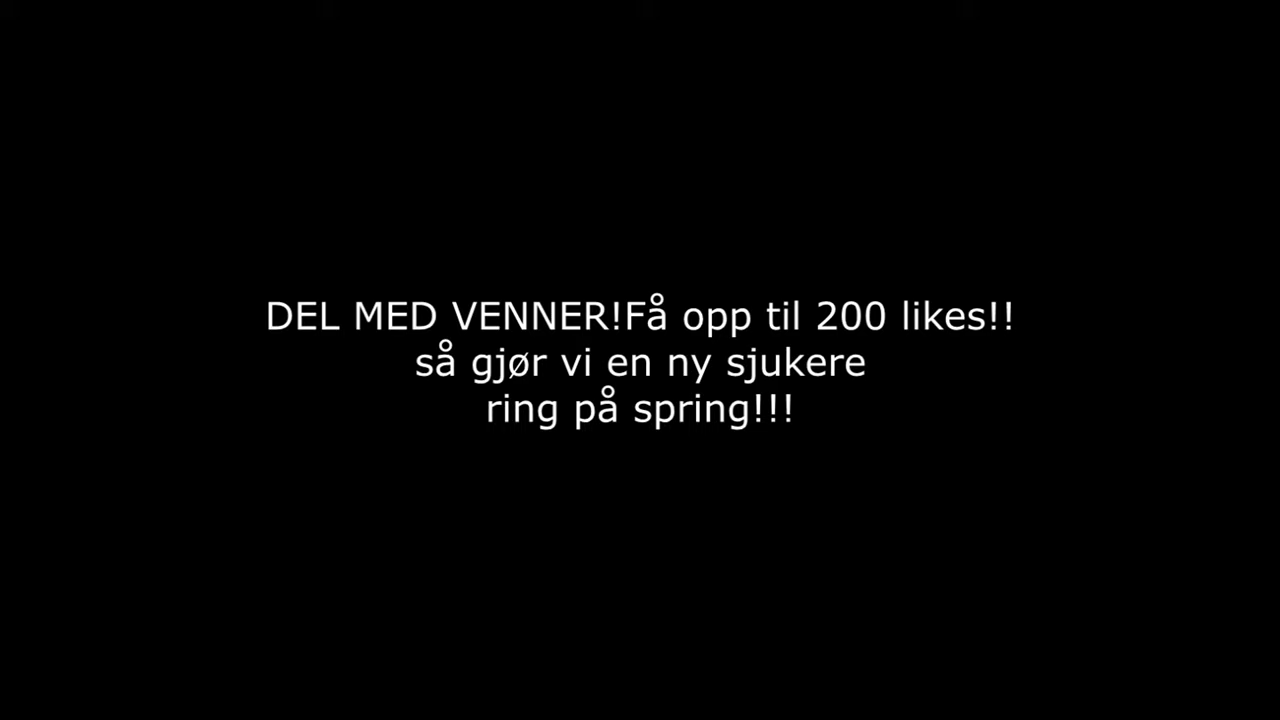 DEL MED VENNER!Få opp til 200 likes!!
så gjør vi en ny sjukere
ring på spring!!!